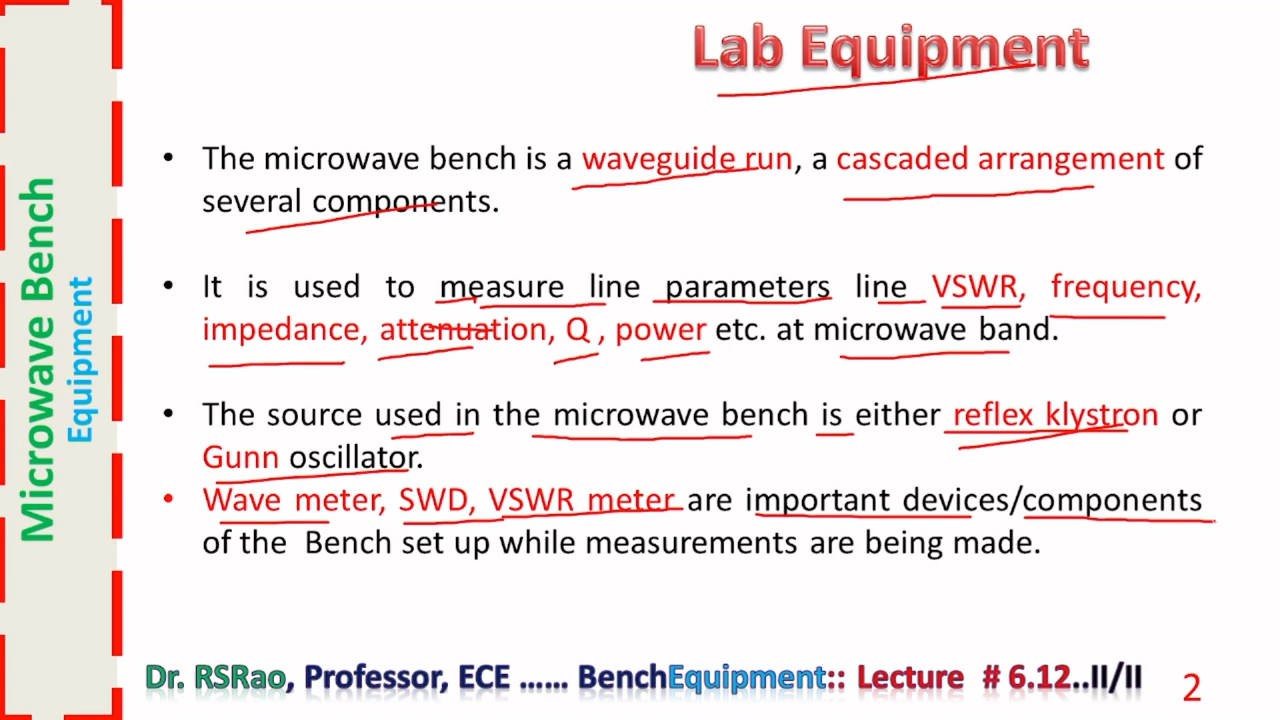 Lab Equipment
Microwave Bench
Equipment
• The microwave bench is a waveguide run, a cascaded arrangement of
several components.
• It is used to measure line parameters line VSWR, frequency,
impedance, attenuation, Q , power etc. at microwave band.
• The source used in the microwave bench is either reflex klystron or
Gunn oscillator.
• Wave meter, SWD, VSWR meter are important devices/components
of the Bench set up while measurements are being made.
Dr. RSRao, Professor, ECE ...... BenchEquipment:: Lecture # 6.12..II/II
2